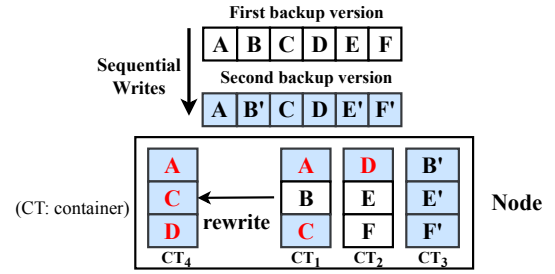 First backup version
A B C D E F
Sequential
Writes
Second backup version
A B' C D E' F'
A A D B'
(CT: container) C rewrite B E E' Node
D C F F'
CT4 CT1 CT2 CT3